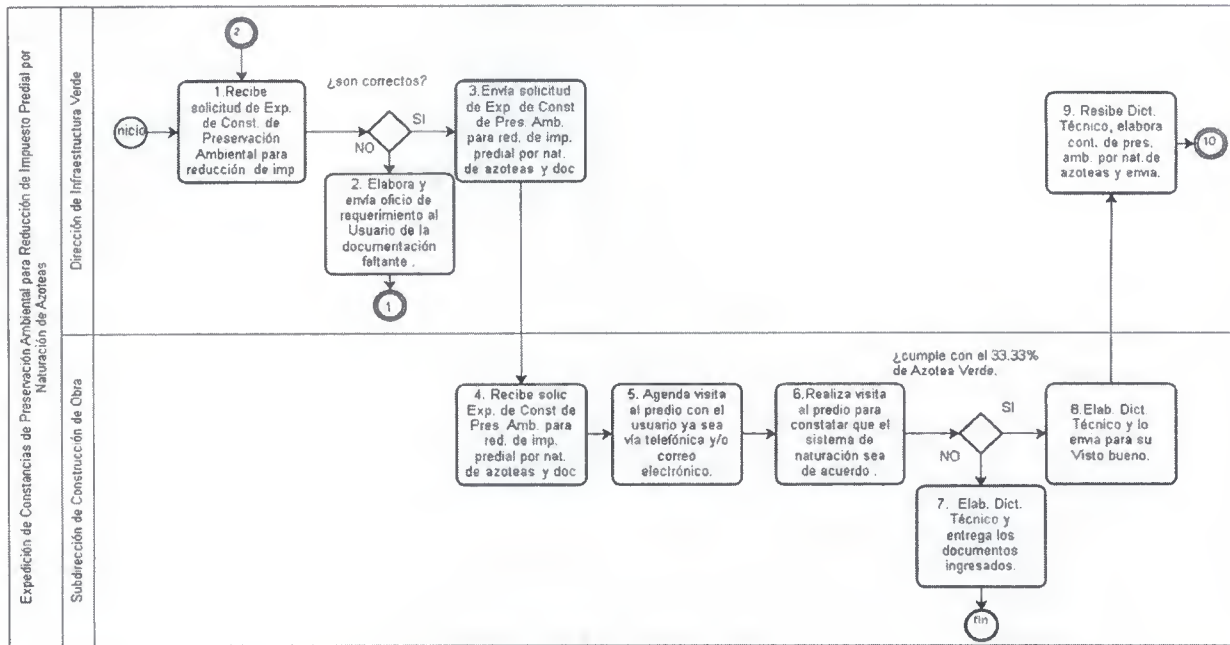 Expedición de Constancias de Preservación Ambiental para Reducción de Impuesto Predial por
Naturación de Azoteas
Dirección de Infraestructura Verde
2
nicio
1.Recibe
solicitud de Exp.
de Const. de
Preservación
Ambiental para
reducción de imp
¿son correctos?
SI
NO
2. Elabora y
envía oficio de
requerimiento al
Usuario de la
documentación
faltante .
1
3.Envía solicitud
de Exp. de Const
de Pres. Amb.
para red. de imp.
predial por nat.
de azoteas y doc
9. Resibe Dict.
Técnico, elabora
cont. de pres.
amb. por nat.de
azoteas y envia.
10
Subdirección de Construcción de Obra
4. Recibe solic
Exp. de Const de
Pres. Amb. para
red. de imp.
predial por nat.
de azoteas y doc
5. Agenda visita
al predio con el
usuario ya sea
vía telefónica y/o
correo
electrónico.
6.Realiza visita
al predio para
constatar que el
sistema de
naturación sea
de acuerdo .
¿cumple con el 33.33%
de Azotea Verde.
SI
NO
7. Elab. Dict.
Técnico y
entrega los
documentos
ingresados.
fin
8.Elab. Dict.
Técnico y lo
envia para su
Visto bueno.